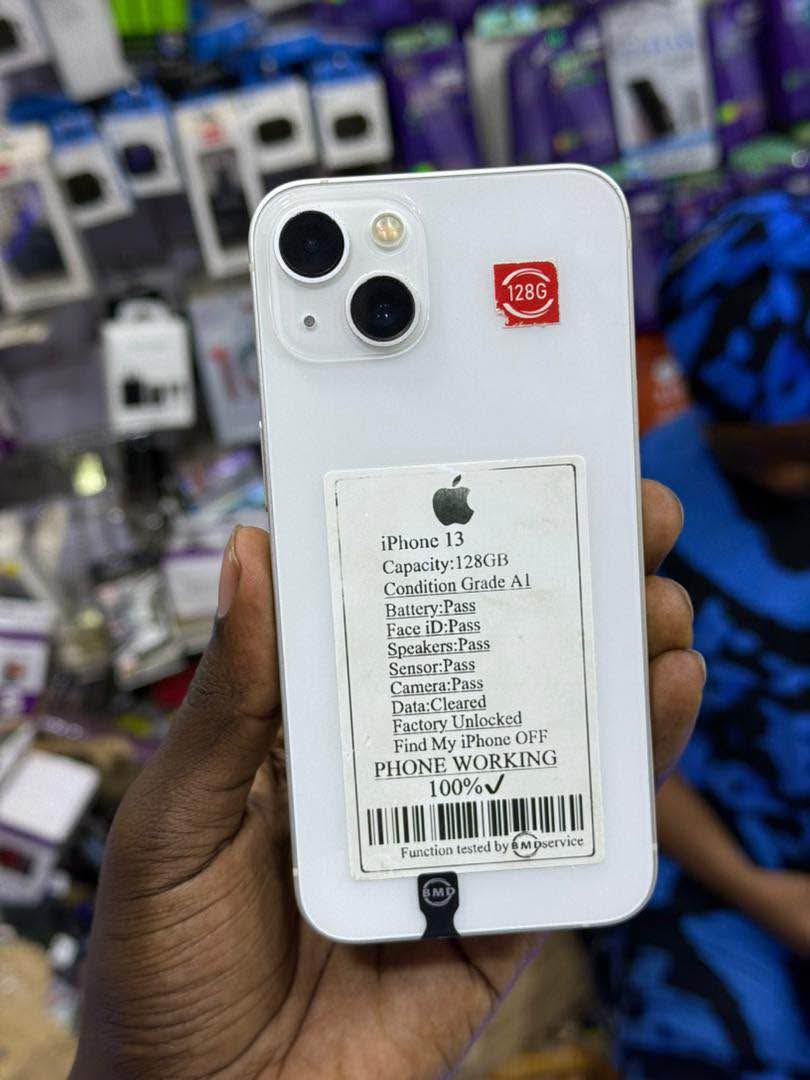 128G
iPhone 13
Capacity:128GB
Condition Grade A1
Battery:Pass
Face iD:Pass
Speakers:Pass
Sensor:Pass
Camera:Pass
Data:Cleared
Factory Unlocked
Find My iPhone OFF
PHONE WORKING
100%✓
Function tested by BMDservice
BMD